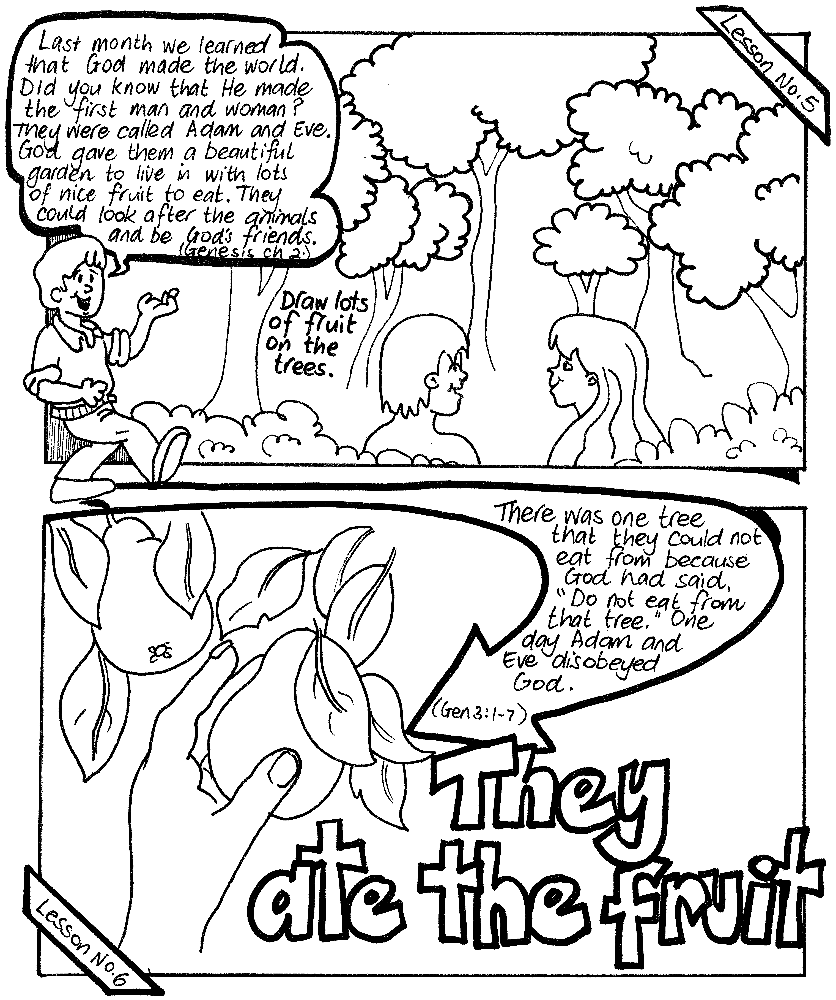 Lesson No.5
Last month we learned
that God made the world.
Did you know that He made
the first man and woman?
They were called Adam and Eve.
God gave them a beautiful
garden to live in with lots
of nice fruit to eat. They
could look after the animals
and be God's friends.
(Genesis ch 2.)
Draw lots
of fruit
on the
trees.
There was one tree
that they could not
eat from because
God had said,
"Do not eat from
that tree." One
day Adam and
Eve disobeyed
God.
(Gen 3:1-7)
They
ate the fruit
Lesson No.6